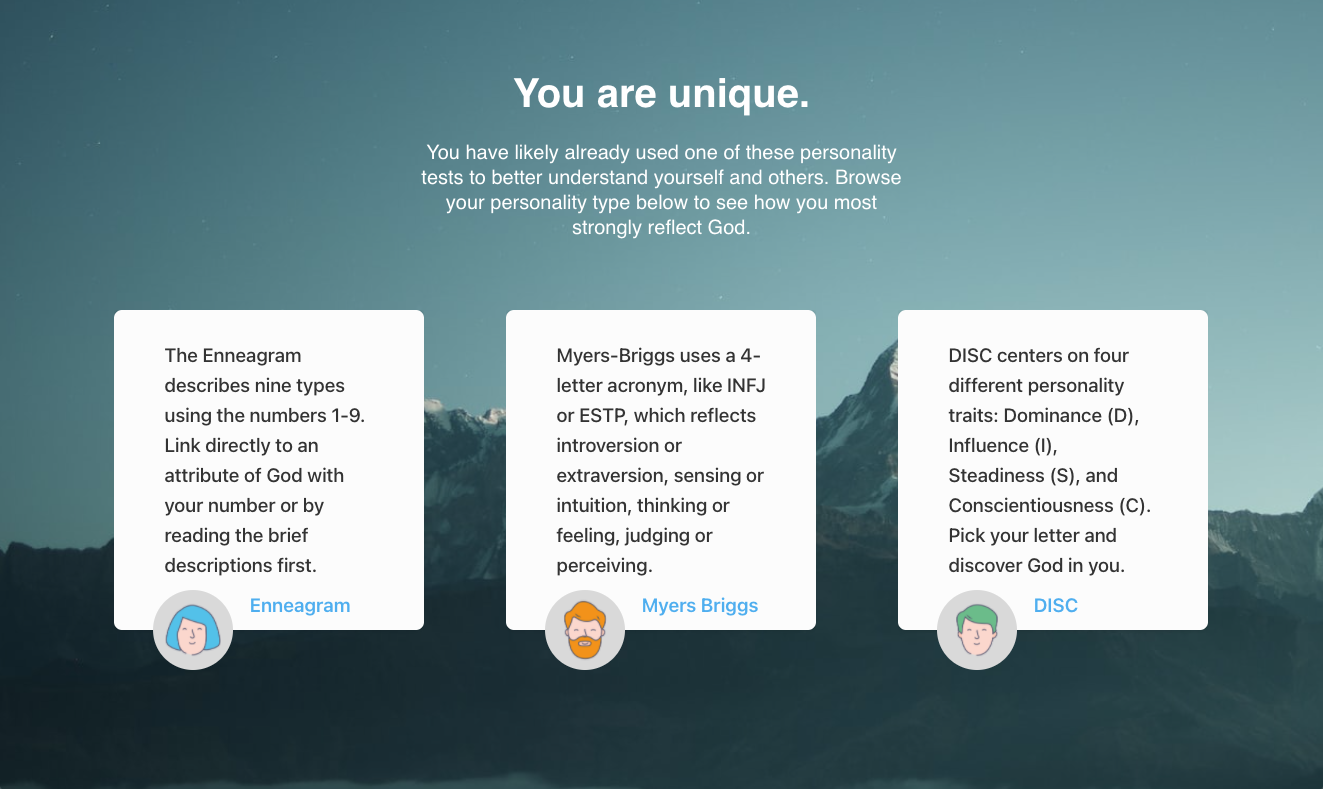 You are unique.
You have likely already used one of these personality
tests to better understand yourself and others. Browse
your personality type below to see how you most
strongly reflect God.
The Enneagram
describes nine types
using the numbers 1-9.
Link directly to an
attribute of God with
your number or by
reading the brief
descriptions first.
Enneagram
Myers-Briggs uses a 4-
letter acronym, like INFJ
or ESTP, which reflects
introversion or
extraversion, sensing or
intuition, thinking or
feeling, judging or
perceiving.
Myers Briggs
DISC centers on four
different personality
traits: Dominance (D),
Influence (I),
Steadiness (S), and
Conscientiousness (C).
Pick your letter and
discover God in you.
DISC